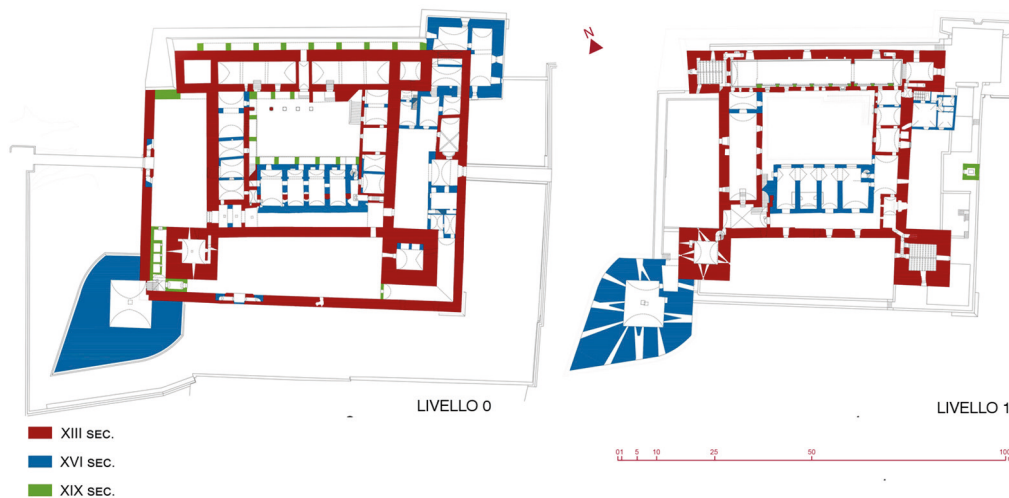 N
LIVELLO 0
LIVELLO 1
XIII SEC.
XVI SEC.
XIX SEC.
01 5 10 25 50 100